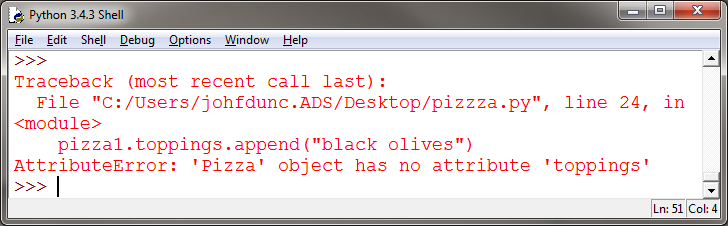 Python 3.4.3 Shell
File Edit Shell Debug Options Window Help
>>>
Traceback (most recent call last):
  File "C:/Users/johfdunc.ADS/Desktop/pizzza.py", line 24, in
<module>
    pizza1.toppings.append("black olives")
AttributeError: 'Pizza' object has no attribute 'toppings'
>>>
Ln: 51 Col: 4